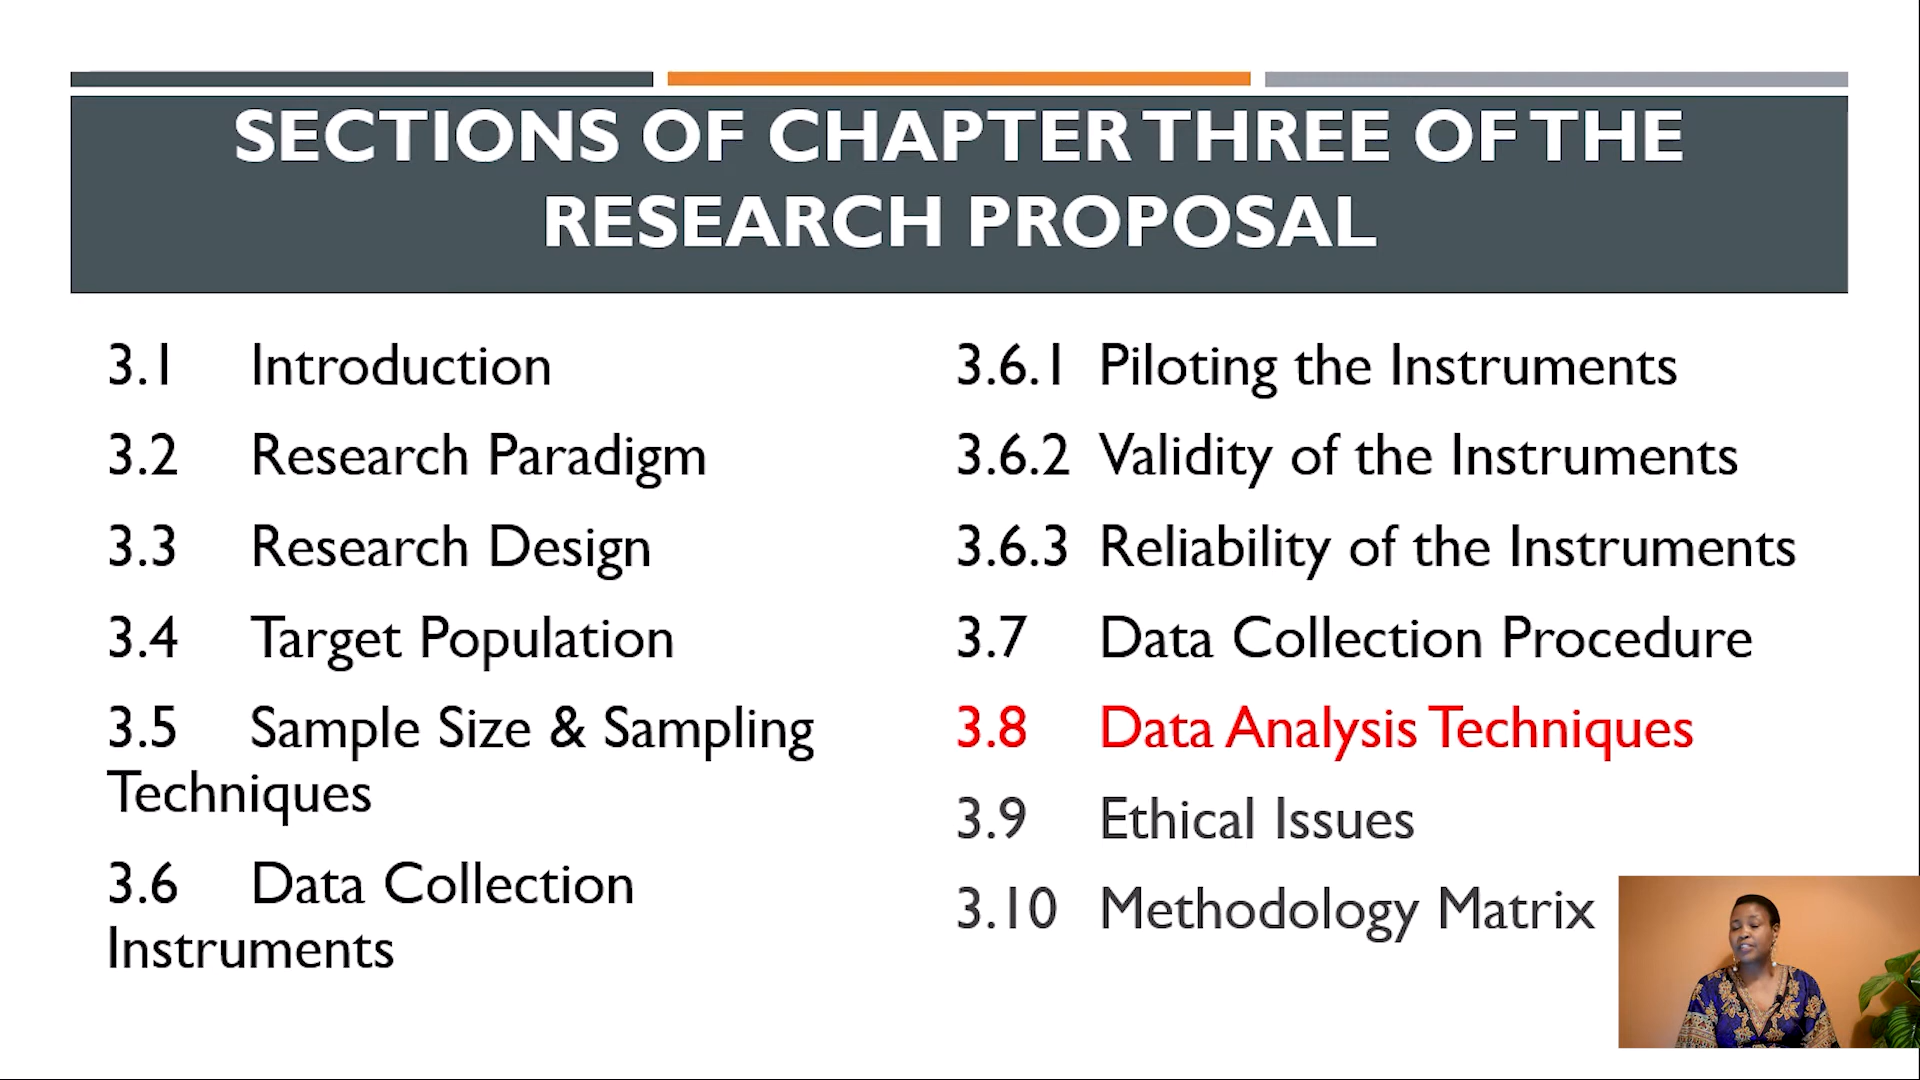 SECTIONS OF CHAPTER THREE OF THE
RESEARCH PROPOSAL
3.1 Introduction
3.2 Research Paradigm
3.3 Research Design
3.4 Target Population
3.5 Sample Size & Sampling
Techniques
3.6 Data Collection
Instruments
3.6.1 Piloting the Instruments
3.6.2 Validity of the Instruments
3.6.3 Reliability of the Instruments
3.7 Data Collection Procedure
3.8 Data Analysis Techniques
3.9 Ethical Issues
3.10 Methodology Matrix